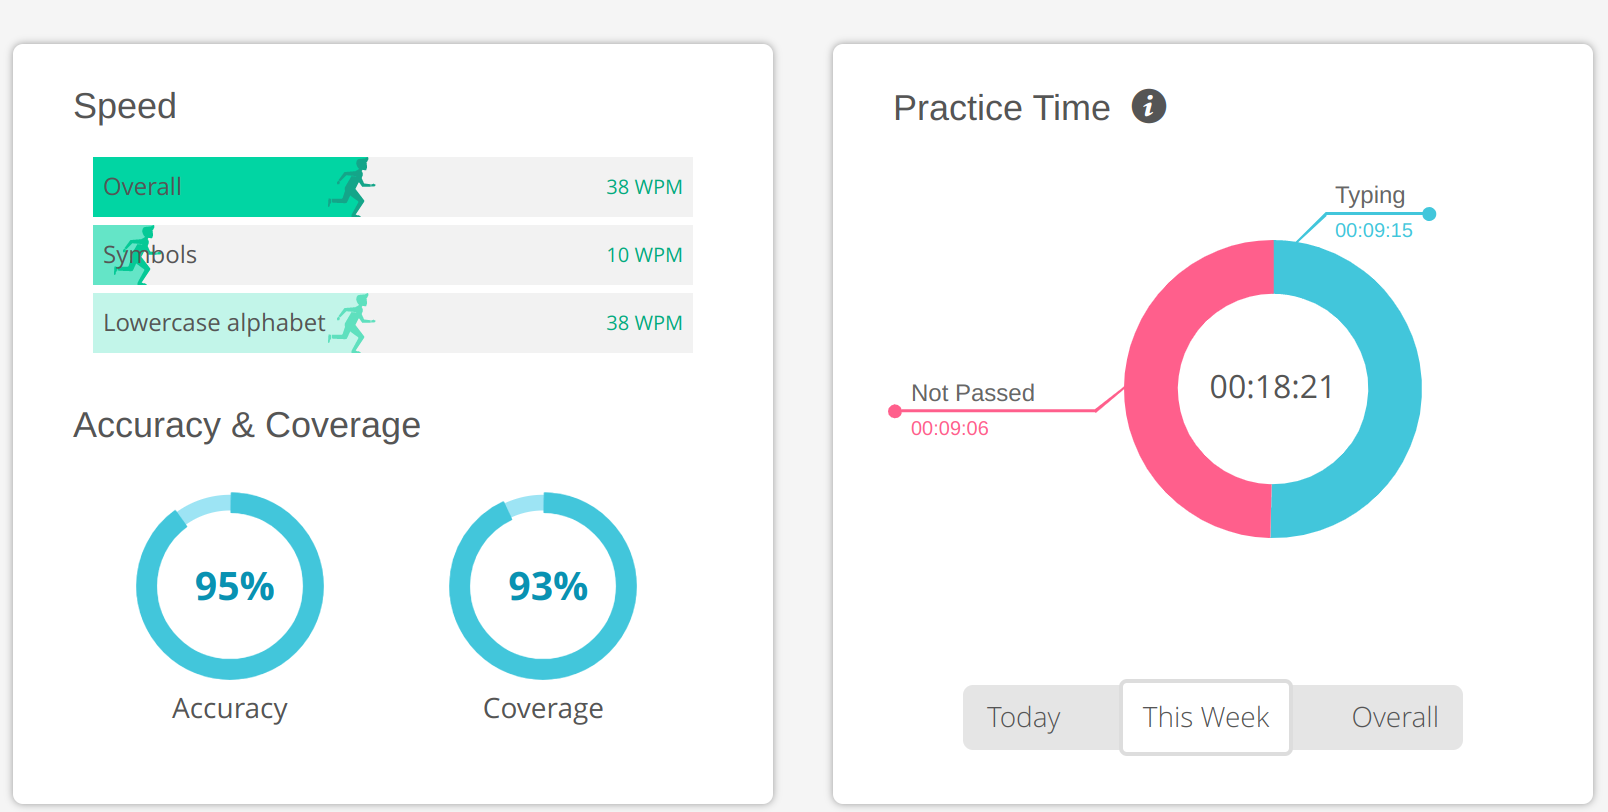 Speed
Overall 38 WPM
Symbols 10 WPM
Lowercase alphabet 38 WPM
Accuracy & Coverage
95%
Accuracy
93%
Coverage
Practice Time i
Typing
00:09:15
Not Passed
00:09:06
00:18:21
Today This Week Overall